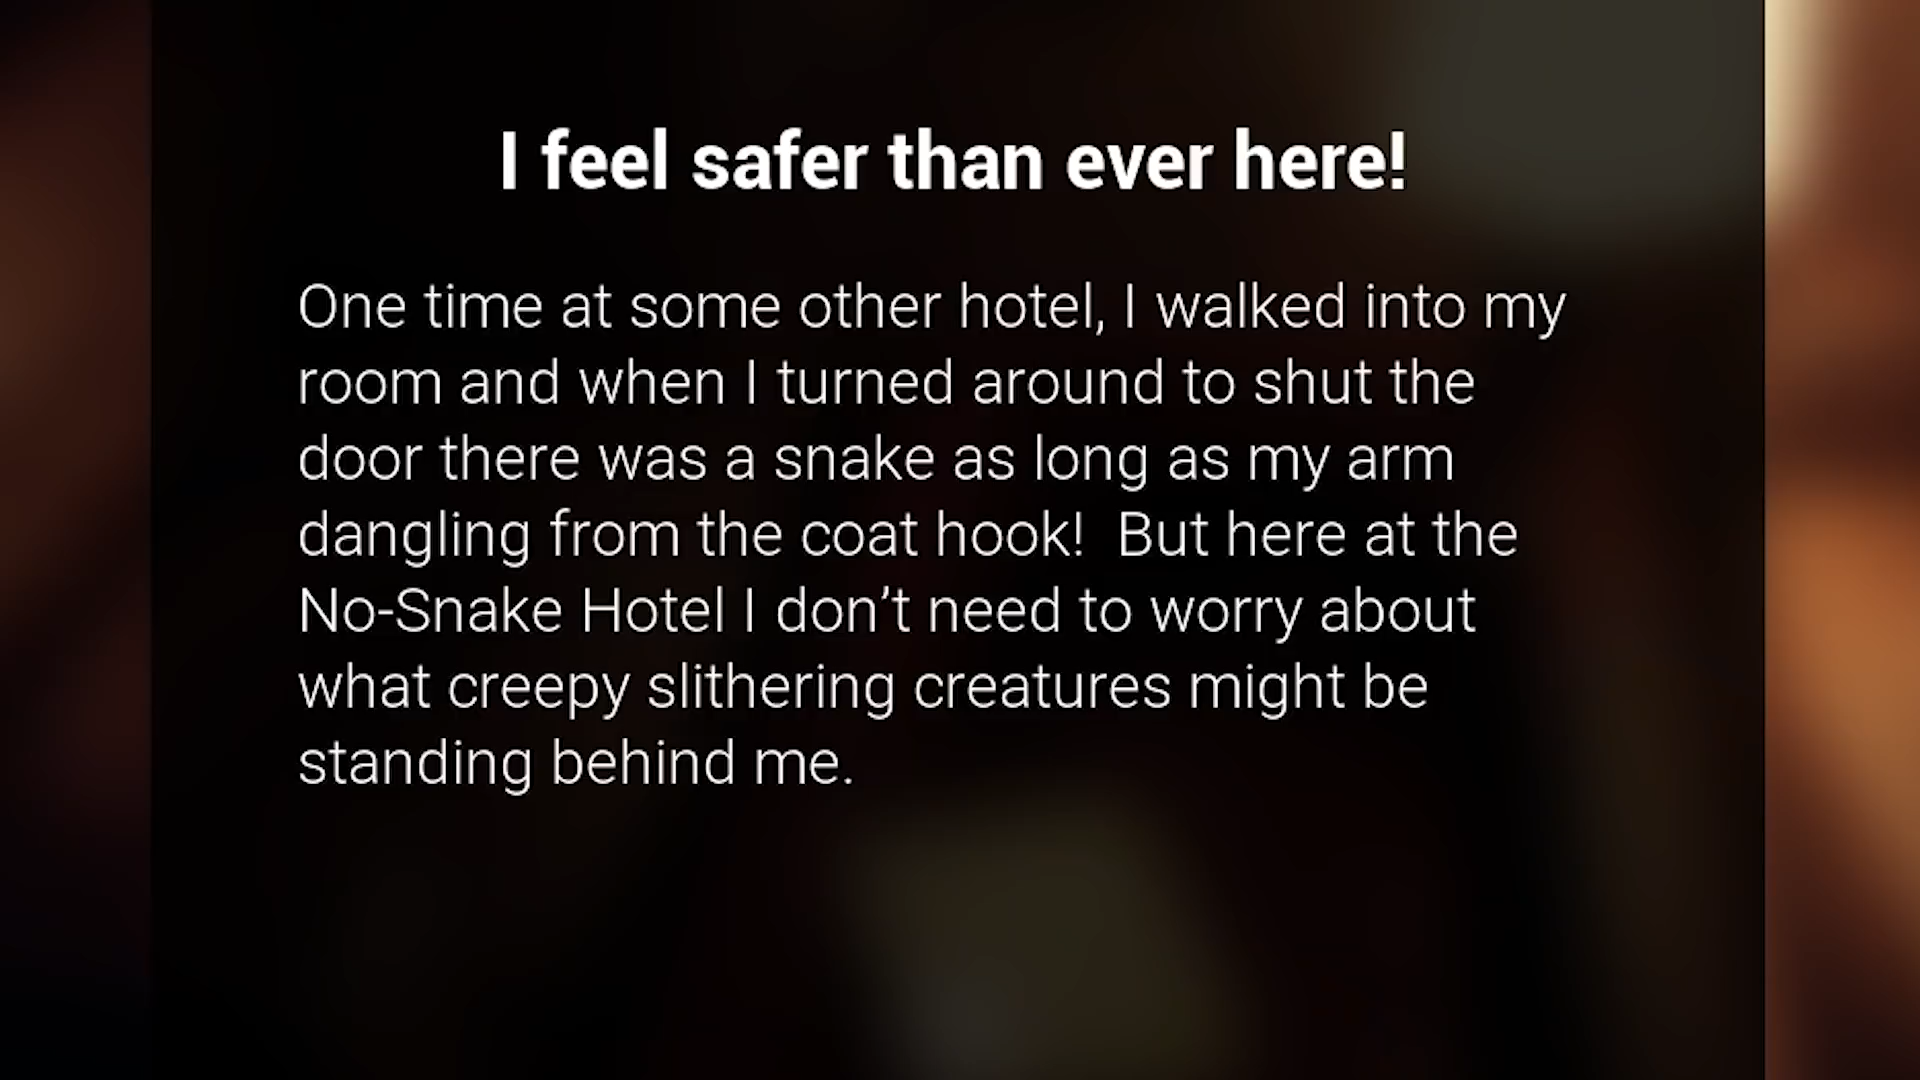 I feel safer than ever here!
One time at some other hotel, I walked into my
room and when I turned around to shut the
door there was a snake as long as my arm
dangling from the coat hook!  But here at the
No-Snake Hotel I don’t need to worry about
what creepy slithering creatures might be
standing behind me.